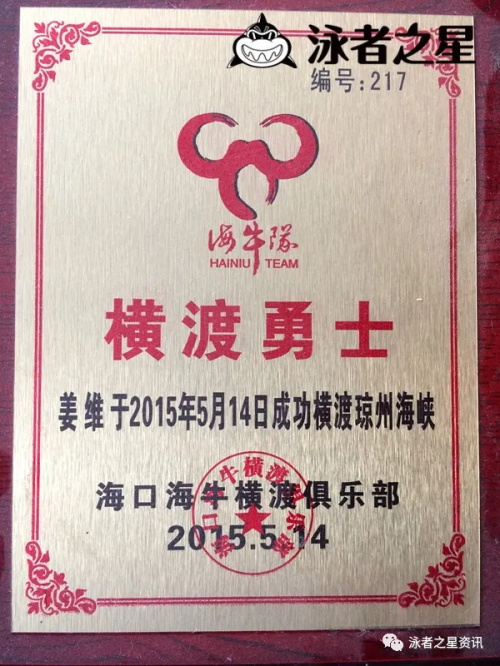 泳者之星
编号:217
海牛隊
HAINIU TEAM
横渡勇士
姜维于2015年5月14日成功横渡琼州海峡
海口海牛横渡俱乐部
2015.5.14
泳者之星资讯